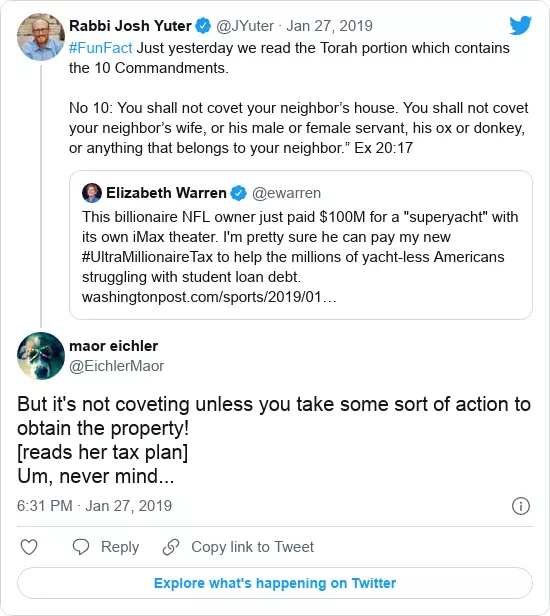 Rabbi Josh Yuter @JYuter · Jan 27, 2019
#FunFact Just yesterday we read the Torah portion which contains
the 10 Commandments.
No 10: You shall not covet your neighbor’s house. You shall not covet
your neighbor’s wife, or his male or female servant, his ox or donkey,
or anything that belongs to your neighbor.” Ex 20:17
Elizabeth Warren @ewarren
This billionaire NFL owner just paid $100M for a "superyacht" with
its own iMax theater. I'm pretty sure he can pay my new
#UltraMillionaireTax to help the millions of yacht-less Americans
struggling with student loan debt.
washingtonpost.com/sports/2019/01…
maor eichler
@EichlerMaor
But it's not coveting unless you take some sort of action to
obtain the property!
[reads her tax plan]
Um, never mind...
6:31 PM · Jan 27, 2019
Reply Copy link to Tweet
Explore what's happening on Twitter